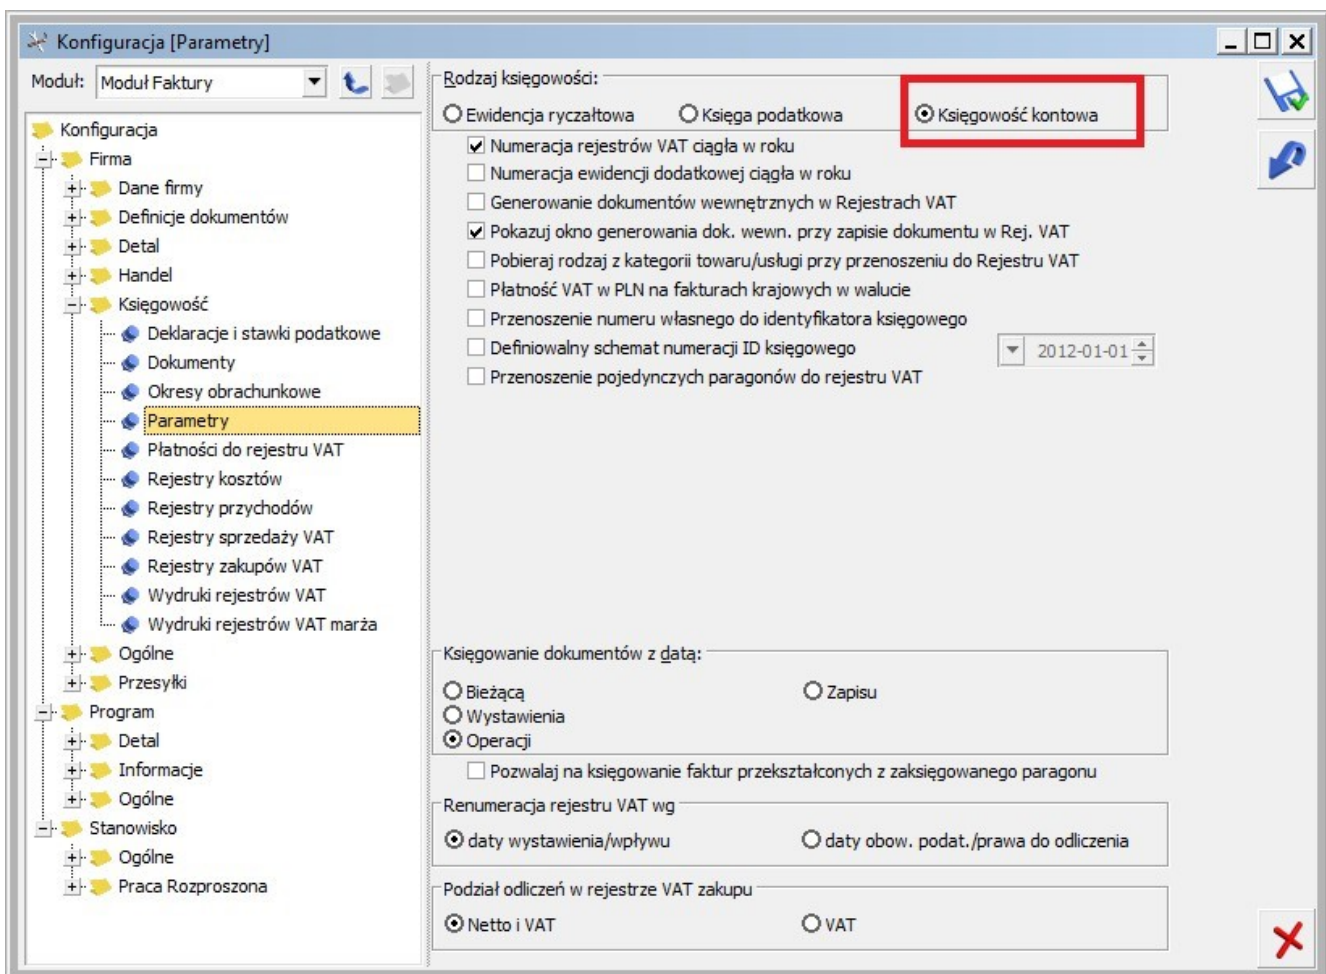 Konfiguracja [Parametry]
Moduł: Moduł Faktury
Konfiguracja
Firma
Dane firmy
Definicje dokumentów
Detal
Handel
Księgowość
Deklaracje i stawki podatkowe
Dokumenty
Okresy obrachunkowe
Parametry
Płatności do rejestru VAT
Rejestry kosztów
Rejestry przychodów
Rejestry sprzedaży VAT
Rejestry zakupów VAT
Wydruki rejestrów VAT
Wydruki rejestrów VAT marża
Ogólne
Przesyłki
Program
Detal
Informacje
Ogólne
Stanowisko
Ogólne
Praca Rozproszona
Rodzaj księgowości:
Ewidencja ryczałtowa Księga podatkowa Księgowość kontowa
Numeracja rejestrów VAT ciągła w roku
Numeracja ewidencji dodatkowej ciągła w roku
Generowanie dokumentów wewnętrznych w Rejestrach VAT
Pokazuj okno generowania dok. wewn. przy zapisie dokumentu w Rej. VAT
Pobieraj rodzaj z kategorii towaru/usługi przy przenoszeniu do Rejestru VAT
Płatność VAT w PLN na fakturach krajowych w walucie
Przenoszenie numeru własnego do identyfikatora księgowego
Definiowalny schemat numeracji ID księgowego 2012-01-01
Przenoszenie pojedynczych paragonów do rejestru VAT
Księgowanie dokumentów z datą:
Bieżącą Zapisu
Wystawienia
Operacji
Pozwalaj na księgowanie faktur przekształconych z zaksięgowanego paragonu
Renumeracja rejestru VAT wg
daty wystawienia/wpływu daty obow. podat./prawa do odliczenia
Podział odliczeń w rejestrze VAT zakupu
Netto i VAT VAT